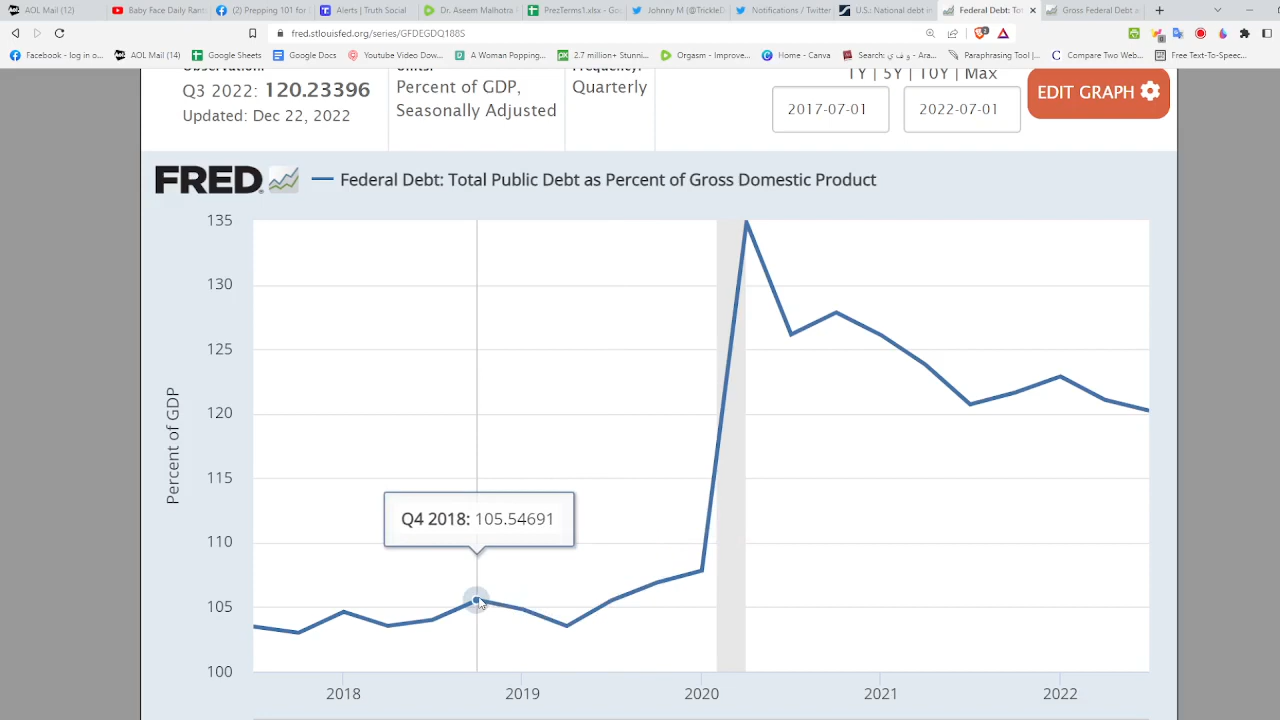 AOL Mail (12)
Baby Face Daily Rant
(2) Prepping 101 for
Alerts | Truth Social
Dr. Aseem Malhotra
PrezTerms1.xlsx - Go
Johnny M (@TrickleD
Notifications / Twitter
U.S.: National debt in
Federal Debt: Tot
Gross Federal Debt a
fred.stlouisfed.org/series/GFDEGDQ188S
Facebook - log in o...
AOL Mail (14)
Google Sheets
Google Docs
Youtube Video Dow...
A Woman Popping...
2.7 million+ Stunni...
Orgasm - Improve...
Home - Canva
Paraphrasing Tool |...
Compare Two Web...
Free Text-To-Speec...
Observation:
Units:
Frequency:
Q3 2022: 120.23396
Updated: Dec 22, 2022
Percent of GDP,
Seasonally Adjusted
Quarterly
1Y | 5Y | 10Y | Max
2017-07-01
2022-07-01
EDIT GRAPH
FRED
Federal Debt: Total Public Debt as Percent of Gross Domestic Product
Percent of GDP
135
130
125
120
115
110
105
100
Q4 2018: 105.54691
2018
2019
2020
2021
2022